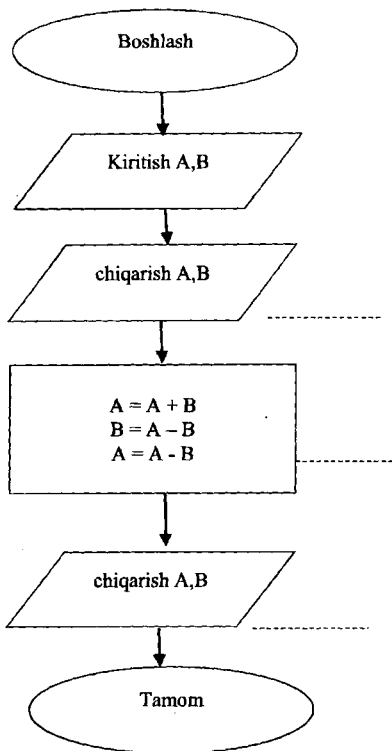 Boshlash
Kiritish A,B
chiqarish A,B
A = A + B
B = A – B
A = A - B
chiqarish A,B
Tamom